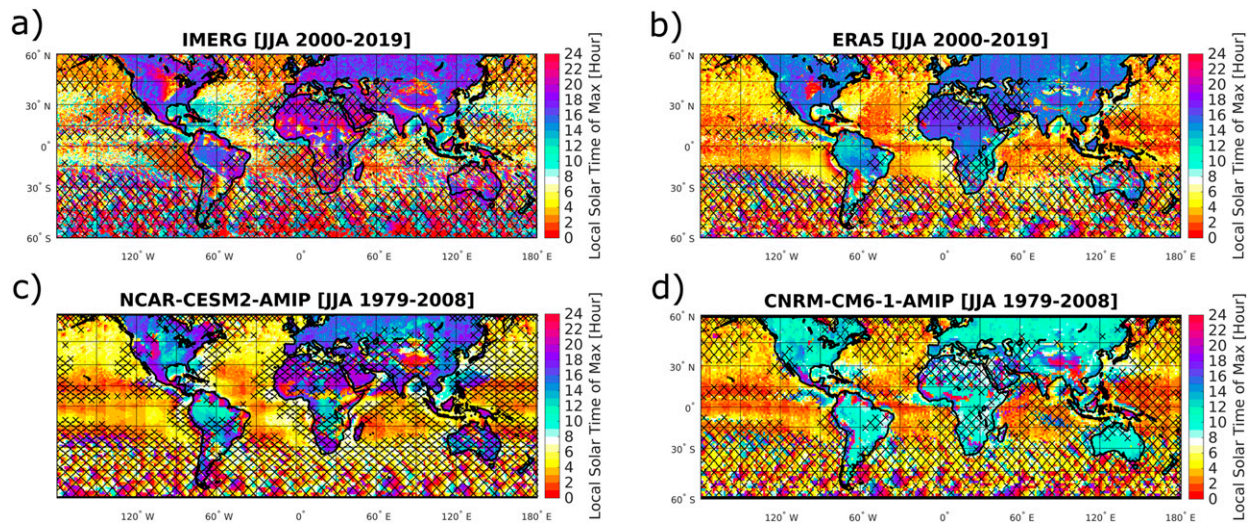 a)
IMERG [JJA 2000-2019]
60° N
30° N
0°
30° S
60° S
120° W
60° W
0°
60° E
120° E
180° E
24
22
20
18
16
14
12
10
8
6
4
2
0
Local Solar Time of Max [Hour]
b)
ERA5 [JJA 2000-2019]
60° N
30° N
0°
30° S
60° S
120° W
60° W
0°
60° E
120° E
180° E
24
22
20
18
16
14
12
10
8
6
4
2
0
Local Solar Time of Max [Hour]
c)
NCAR-CESM2-AMIP [JJA 1979-2008]
120° W
60° W
0°
60° E
120° E
180° E
24
22
20
18
16
14
12
10
8
6
4
2
0
Local Solar Time of Max [Hour]
d)
CNRM-CM6-1-AMIP [JJA 1979-2008]
60° N
30° N
0°
30° S
60° S
120° W
60° W
0°
60° E
120° E
180° E
24
22
20
18
16
14
12
10
8
6
4
2
0
Local Solar Time of Max [Hour]